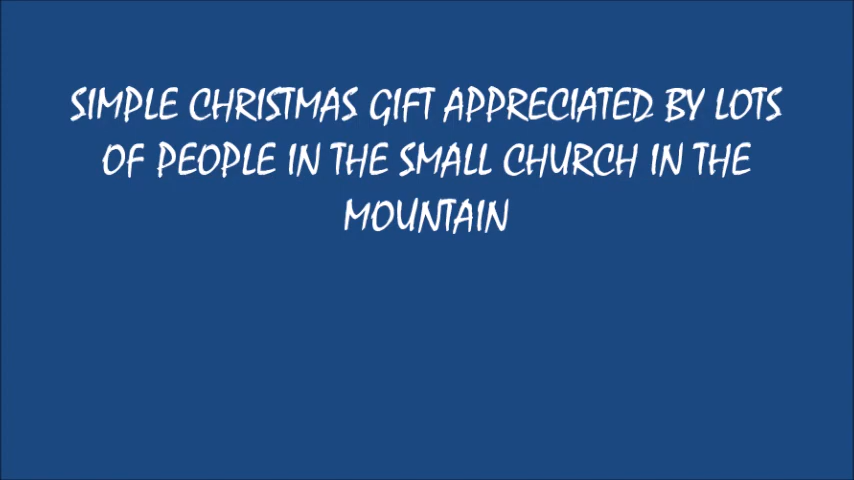 SIMPLE CHRISTMAS GIFT APPRECIATED BY LOTS
OF PEOPLE IN THE SMALL CHURCH IN THE
MOUNTAIN